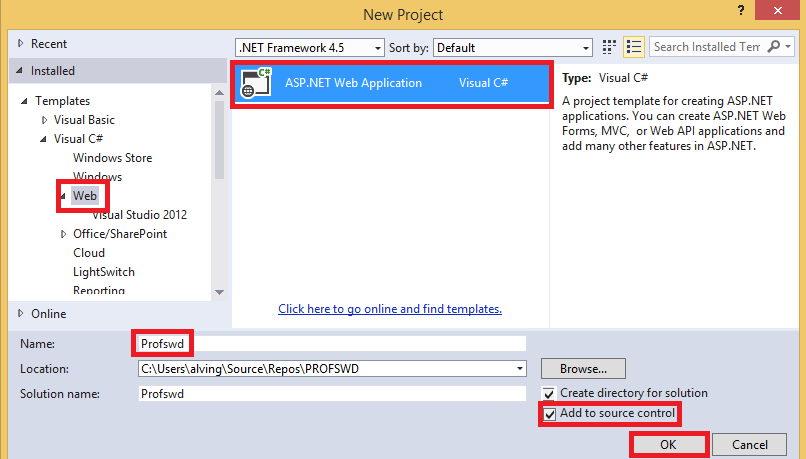 New Project
?
Recent
.NET Framework 4.5
Sort by:
Default
Search Installed Tem
Installed
Templates
Visual Basic
Visual C#
Windows Store
Windows
Web
Visual Studio 2012
Office/SharePoint
Cloud
LightSwitch
Reporting
Online
C#
ASP.NET Web Application
Visual C#
Click here to go online and find templates.
Type: Visual C#
A project template for creating ASP.NET
applications. You can create ASP.NET Web
Forms, MVC, or Web API applications and
add many other features in ASP.NET.
Name:
Profswd
Location:
C:\Users\alving\Source\Repos\PROFSWD
Browse...
Solution name:
Profswd
Create directory for solution
Add to source control
OK
Cancel